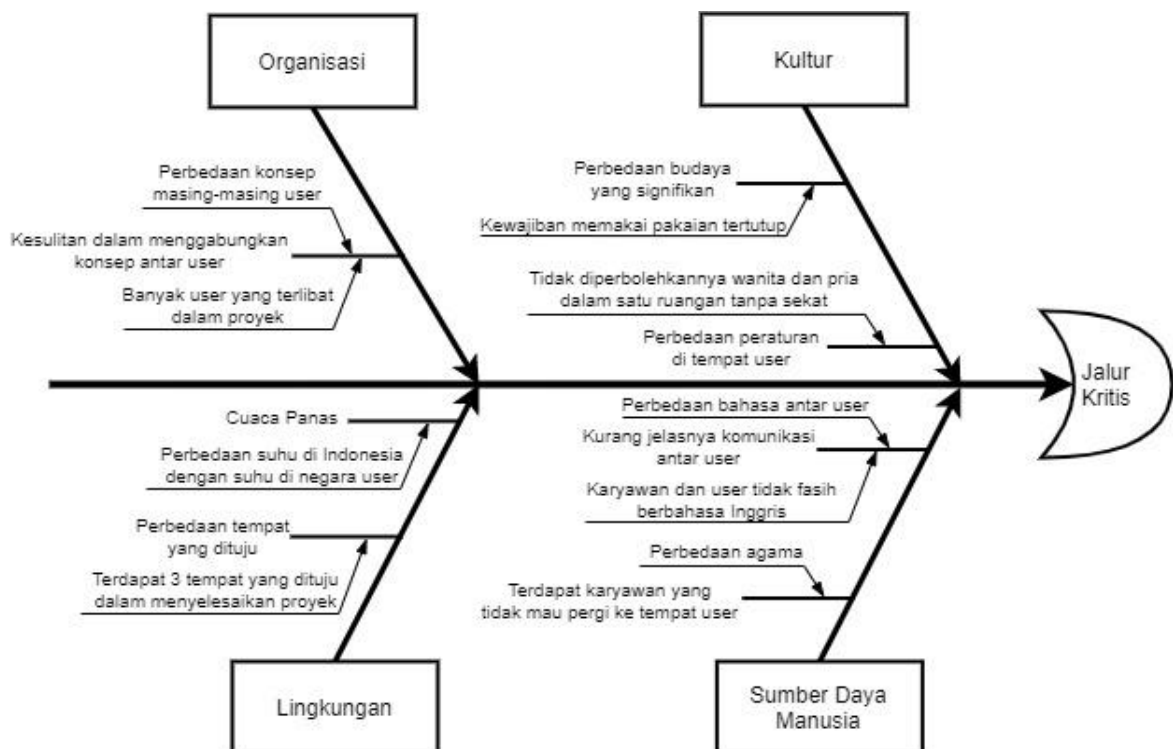 Organisasi
Kultur
Perbedaan konsep
masing-masing user
Kesulitan dalam menggabungkan
konsep antar user
Banyak user yang terlibat
dalam proyek
Perbedaan budaya
yang signifikan
Kewajiban memakai pakaian tertutup
Tidak diperbolehkannya wanita dan pria
dalam satu ruangan tanpa sekat
Perbedaan peraturan
di tempat user
Jalur
Kritis
Cuaca Panas
Perbedaan suhu di Indonesia
dengan suhu di negara user
Perbedaan tempat
yang dituju
Terdapat 3 tempat yang dituju
dalam menyelesaikan proyek
Perbedaan bahasa antar user
Kurang jelasnya komunikasi
antar user
Karyawan dan user tidak fasih
berbahasa Inggris
Perbedaan agama
Terdapat karyawan yang
tidak mau pergi ke tempat user
Lingkungan
Sumber Daya
Manusia